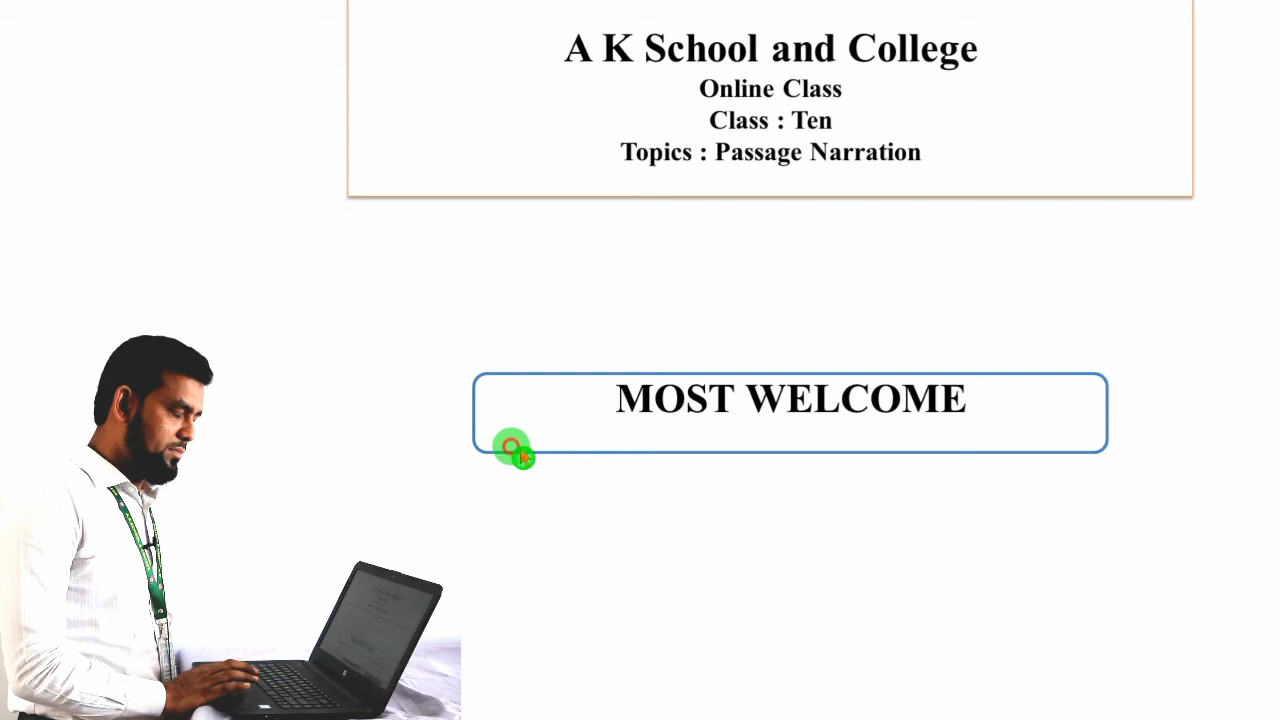 A K School and College
Online Class
Class : Ten
Topics : Passage Narration
MOST WELCOME